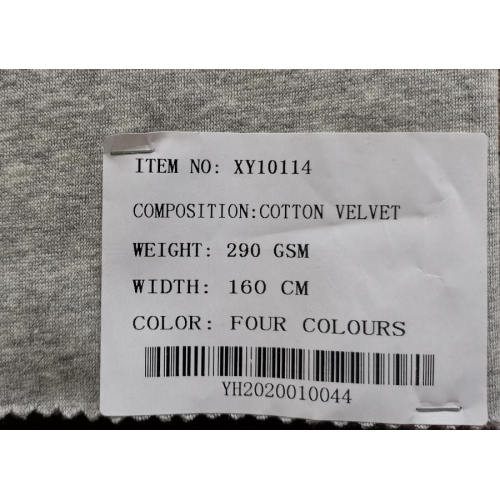 ITEM NO: XY10114
COMPOSITION:COTTON VELVET
WEIGHT: 290 GSM
WIDTH: 160 CM
COLOR: FOUR COLOURS
YH2020010044